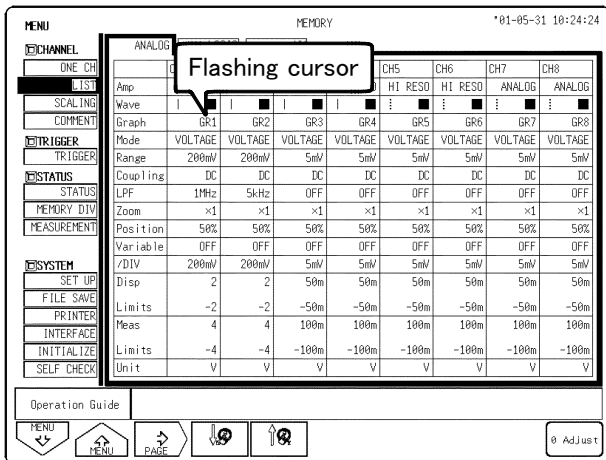 MENU MEMORY '01-05-31 10:24:24
CHANNEL
ONE CH
LIST
SCALING
COMMENT
TRIGGER
TRIGGER
STATUS
STATUS
MEMORY DIV
MEASUREMENT
SYSTEM
SET UP
FILE SAVE
PRINTER
INTERFACE
INITIALIZE
SELF CHECK
ANALOG
Flashing cursor
CH5 CH6 CH7 CH8
Amp HI RESO HI RESO ANALOG ANALOG
Wave
Graph GR1 GR2 GR3 GR4 GR5 GR6 GR7 GR8
Mode VOLTAGE VOLTAGE VOLTAGE VOLTAGE VOLTAGE VOLTAGE VOLTAGE VOLTAGE
Range 200mV 200mV 5mV 5mV 5mV 5mV 5mV 5mV
Coupling DC DC DC DC DC DC DC DC
LPF 1MHz 5kHz OFF OFF OFF OFF OFF OFF
Zoom ×1 ×1 ×1 ×1 ×1 ×1 ×1 ×1
Position 50% 50% 50% 50% 50% 50% 50% 50%
Variable OFF OFF OFF OFF OFF OFF OFF OFF
/DIV 200mV 200mV 5mV 5mV 5mV 5mV 5mV 5mV
Disp 2 2 50m 50m 50m 50m 50m 50m
Limits -2 -2 -50m -50m -50m -50m -50m -50m
Meas 4 4 100m 100m 100m 100m 100m 100m
Limits -4 -4 -100m -100m -100m -100m -100m -100m
Unit V V V V V V V V
Operation Guide
MENU
MENU
PAGE
0 Adjust